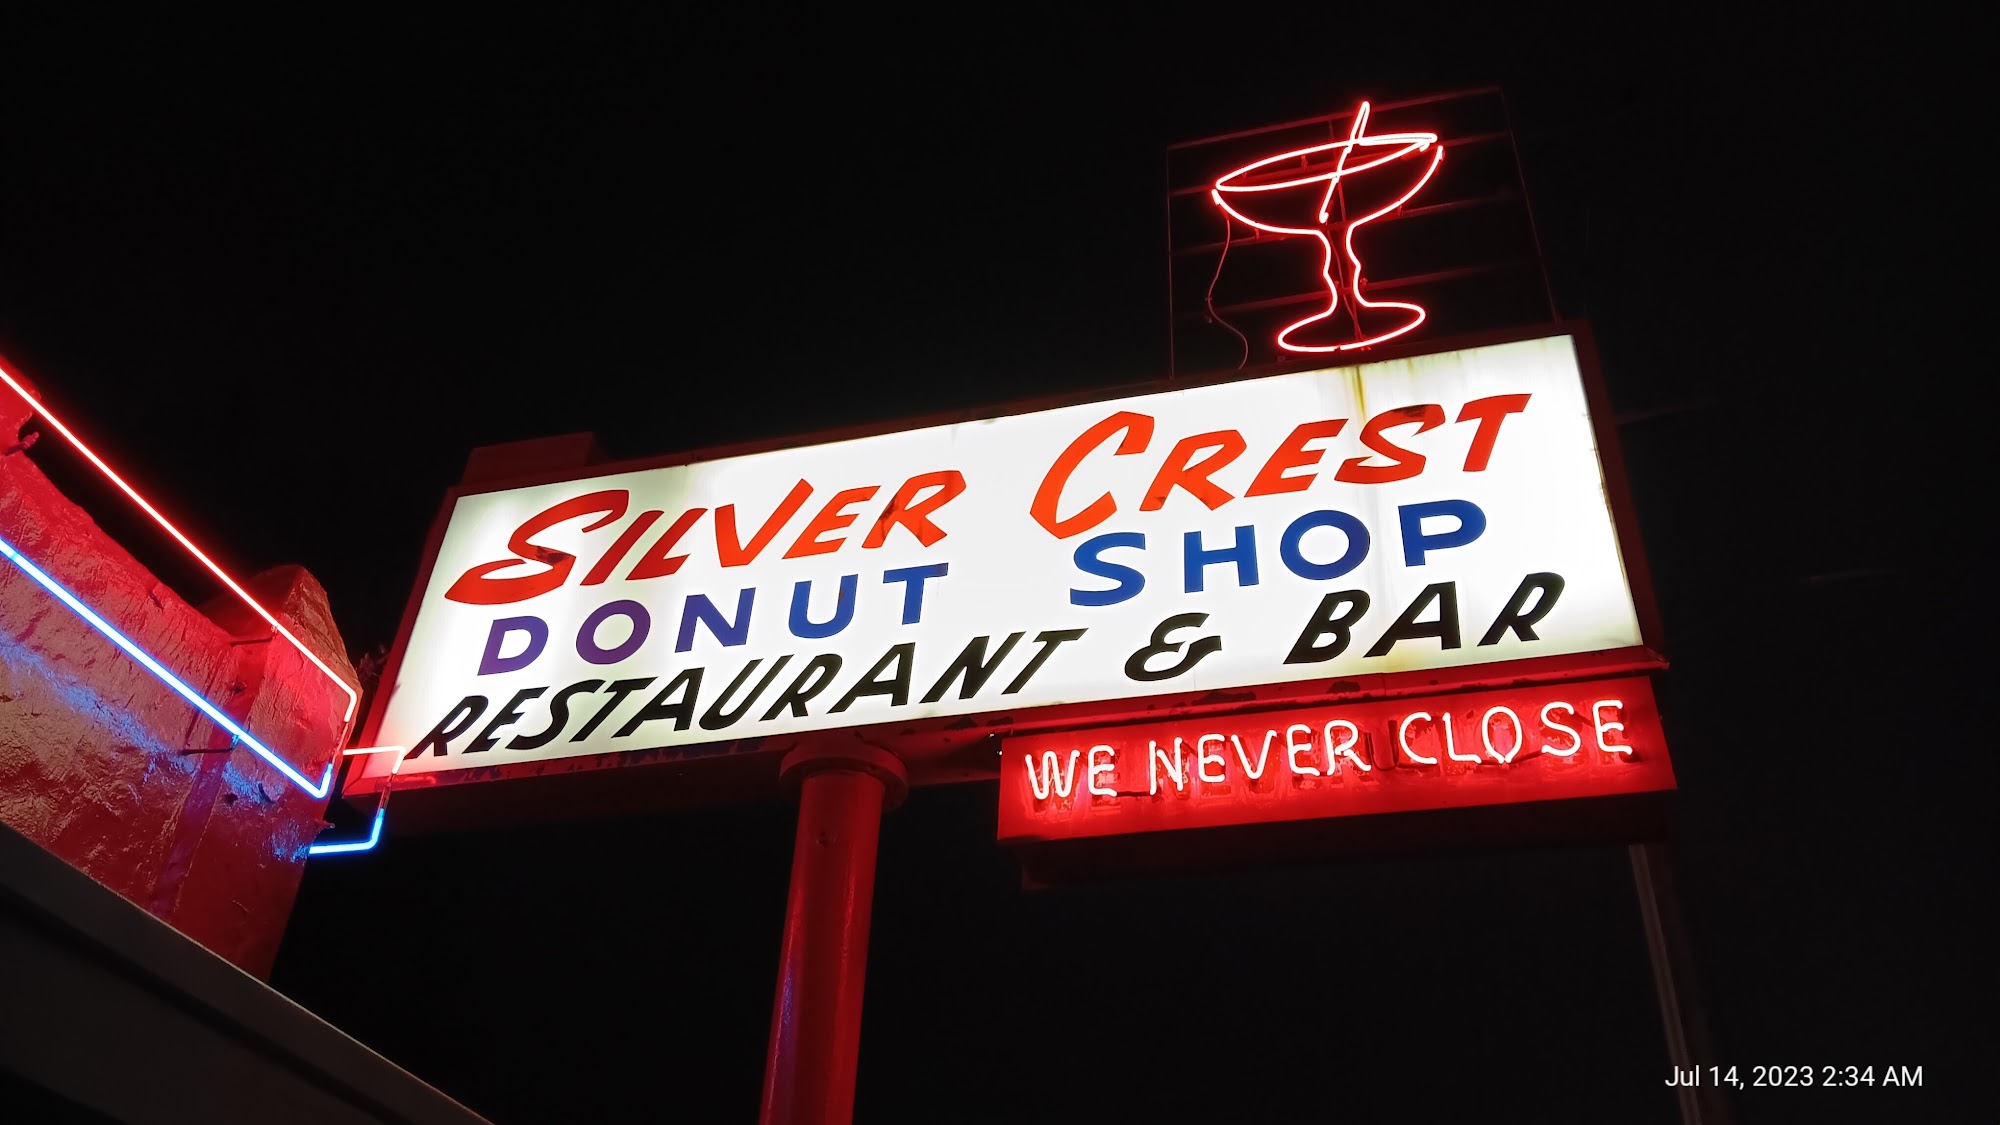 SILVER CREST
DONUT SHOP
RESTAURANT & BAR
WE NEVER CLOSE
Jul 14, 2023 2:34 AM